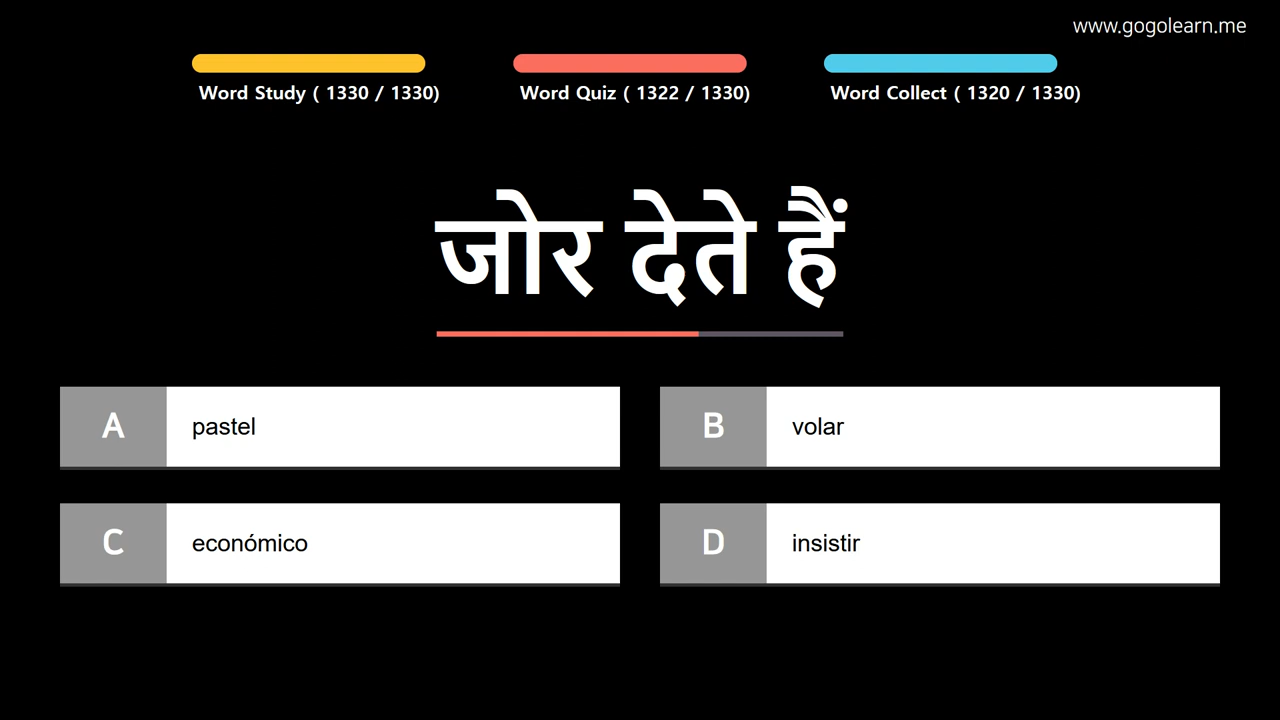 www.gogolearn.me
Word Study ( 1330 / 1330)
Word Quiz ( 1322 / 1330)
Word Collect ( 1320 / 1330)
जोर देते हैं
A pastel
B volar
C económico
D insistir